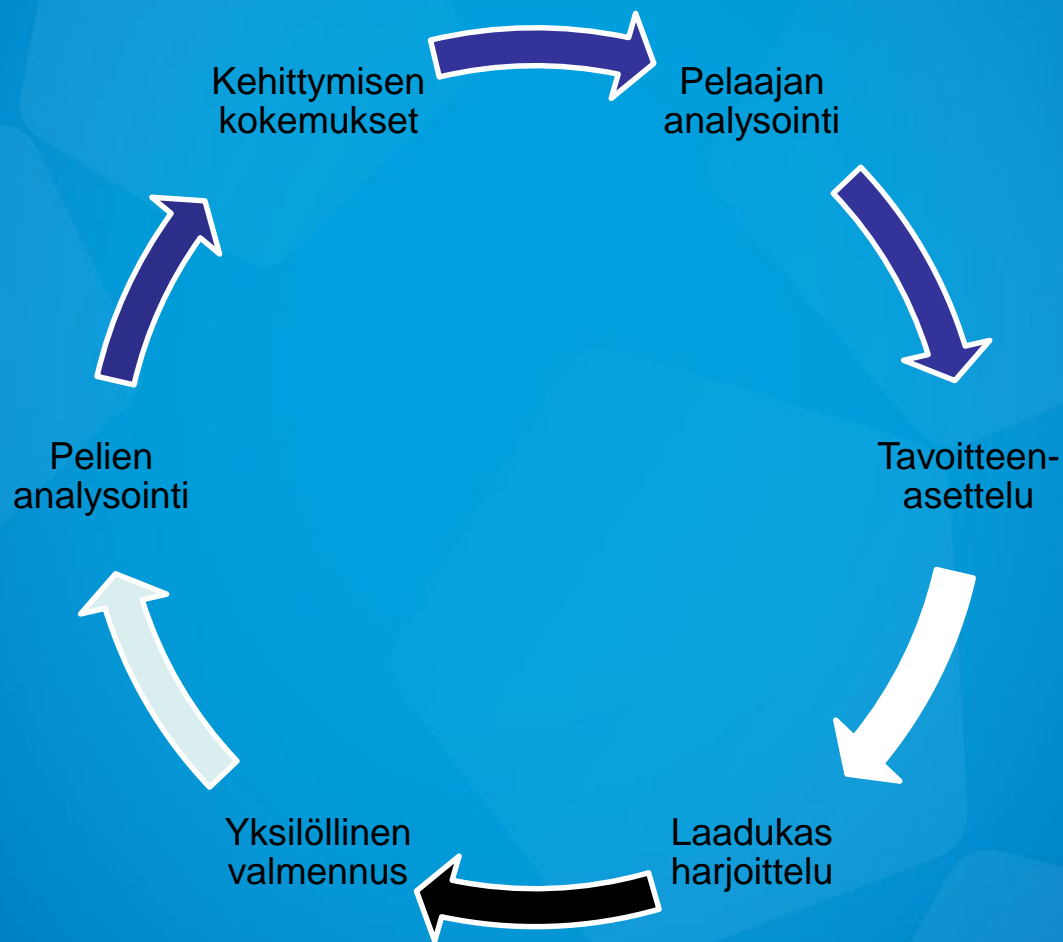 Kehittymisen
kokemukset
Pelaajan
analysointi
Tavoitteen-
asettelu
Laadukas
harjoittelu
Yksilöllinen
valmennus
Pelien
analysointi